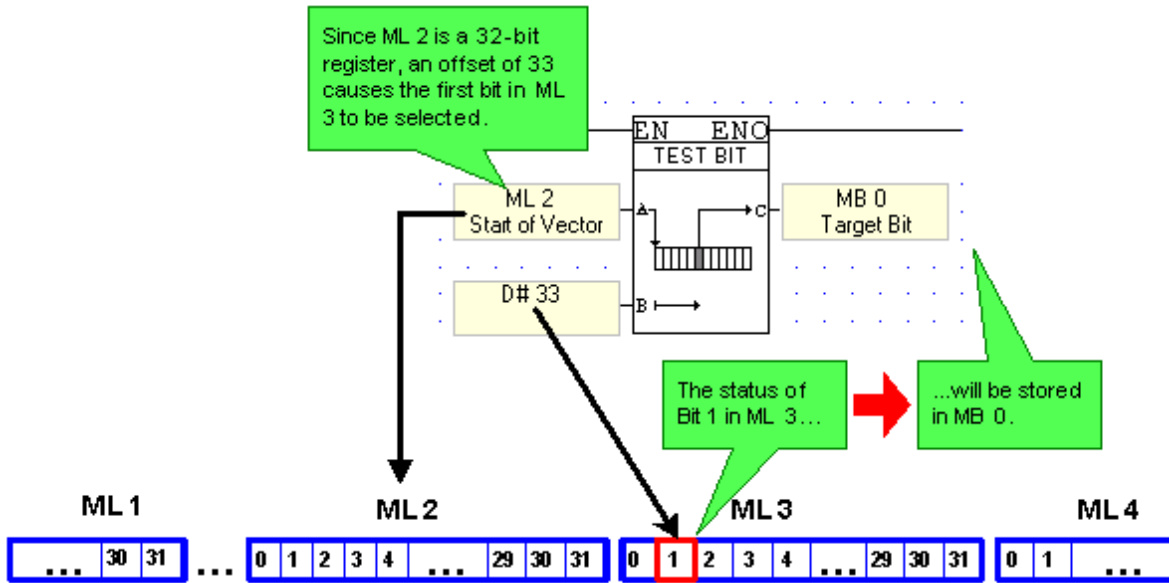 Since ML 2 is a 32-bit
register, an offset of 33
causes the first bit in ML
3 to be selected.
EN ENO
TEST BIT
ML 2
Start of Vector
A
C
MB 0
Target Bit
D# 33
B
The status of
Bit 1 in ML 3...
...will be stored
in MB 0.
ML 1 ML 2 ML 3 ML 4
... 30 31 ... 0 1 2 3 4 ... 29 30 31 0 1 2 3 4 ... 29 30 31 0 1 ...